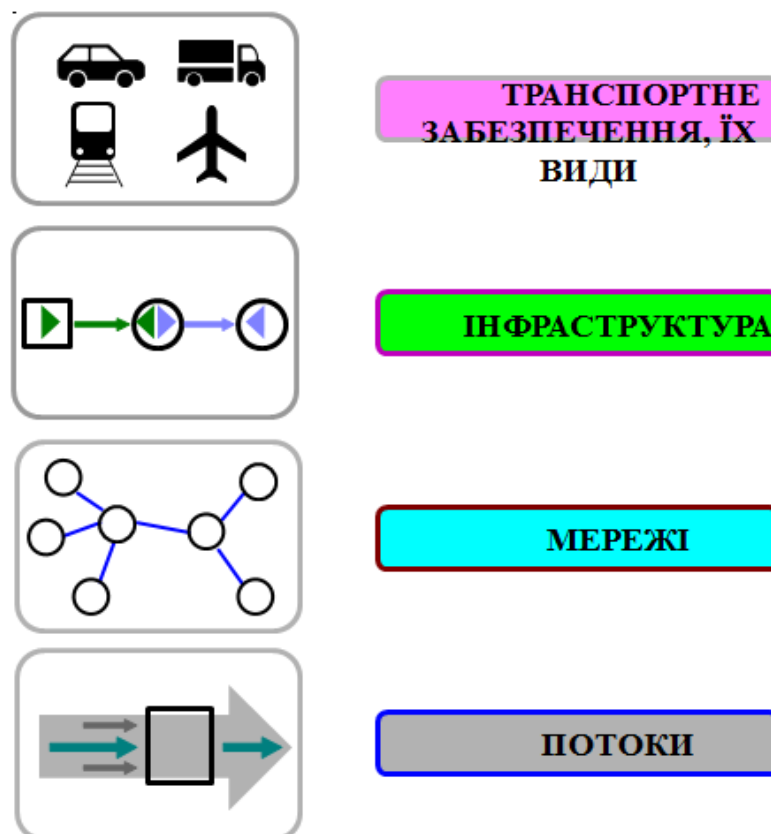 ТРАНСПОРТНЕ
ЗАБЕЗПЕЧЕННЯ, ЇХ
ВИДИ
ІНФРАСТРУКТУРА
МЕРЕЖІ
ПОТОКИ